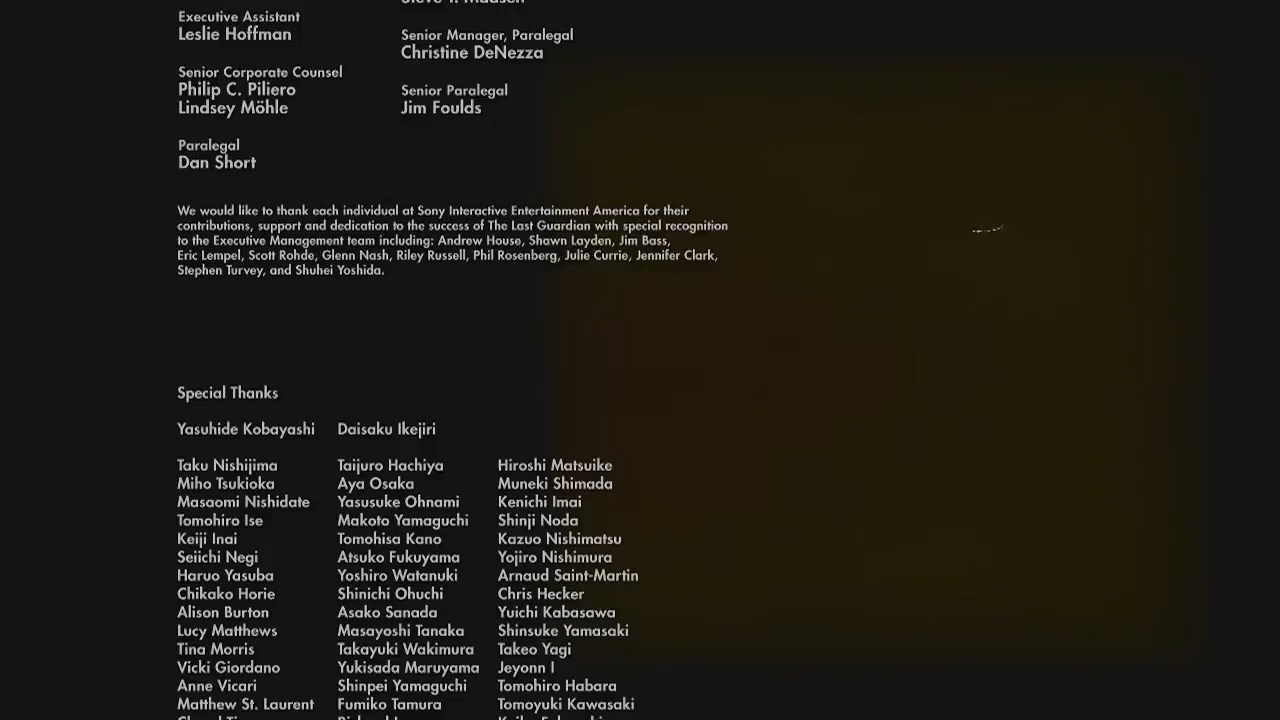 Executive Assistant
Leslie Hoffman
Senior Corporate Counsel
Philip C. Piliero
Lindsey Möhle
Paralegal
Dan Short
Senior Manager, Paralegal
Christine DeNezza
Senior Paralegal
Jim Foulds
We would like to thank each individual at Sony Interactive Entertainment America for their
contributions, support and dedication to the success of The Last Guardian with special recognition
to the Executive Management team including: Andrew House, Shawn Layden, Jim Bass,
Eric Lempel, Scott Rohde, Glenn Nash, Riley Russell, Phil Rosenberg, Julie Currie, Jennifer Clark,
Stephen Turvey, and Shuhei Yoshida.
Special Thanks
Yasuhide Kobayashi Daisaku Ikejiri
Taku Nishijima Taijuro Hachiya Hiroshi Matsuike
Miho Tsukioka Aya Osaka Muneki Shimada
Masaomi Nishidate Yasusuke Ohnami Kenichi Imai
Tomohiro Ise Makoto Yamaguchi Shinji Noda
Keiji Inai Tomohisa Kano Kazuo Nishimatsu
Seiichi Negi Atsuko Fukuyama Yojiro Nishimura
Haruo Yasuba Yoshiro Watanuki Arnaud Saint-Martin
Chikako Horie Shinichi Ohuchi Chris Hecker
Alison Burton Asako Sanada Yuichi Kabasawa
Lucy Matthews Masayoshi Tanaka Shinsuke Yamasaki
Tina Morris Takayuki Wakimura Takeo Yagi
Vicki Giordano Yukisada Maruyama Jeyonn I
Anne Vicari Shinpei Yamaguchi Tomohiro Habara
Matthew St. Laurent Fumiko Tamura Tomoyuki Kawasaki